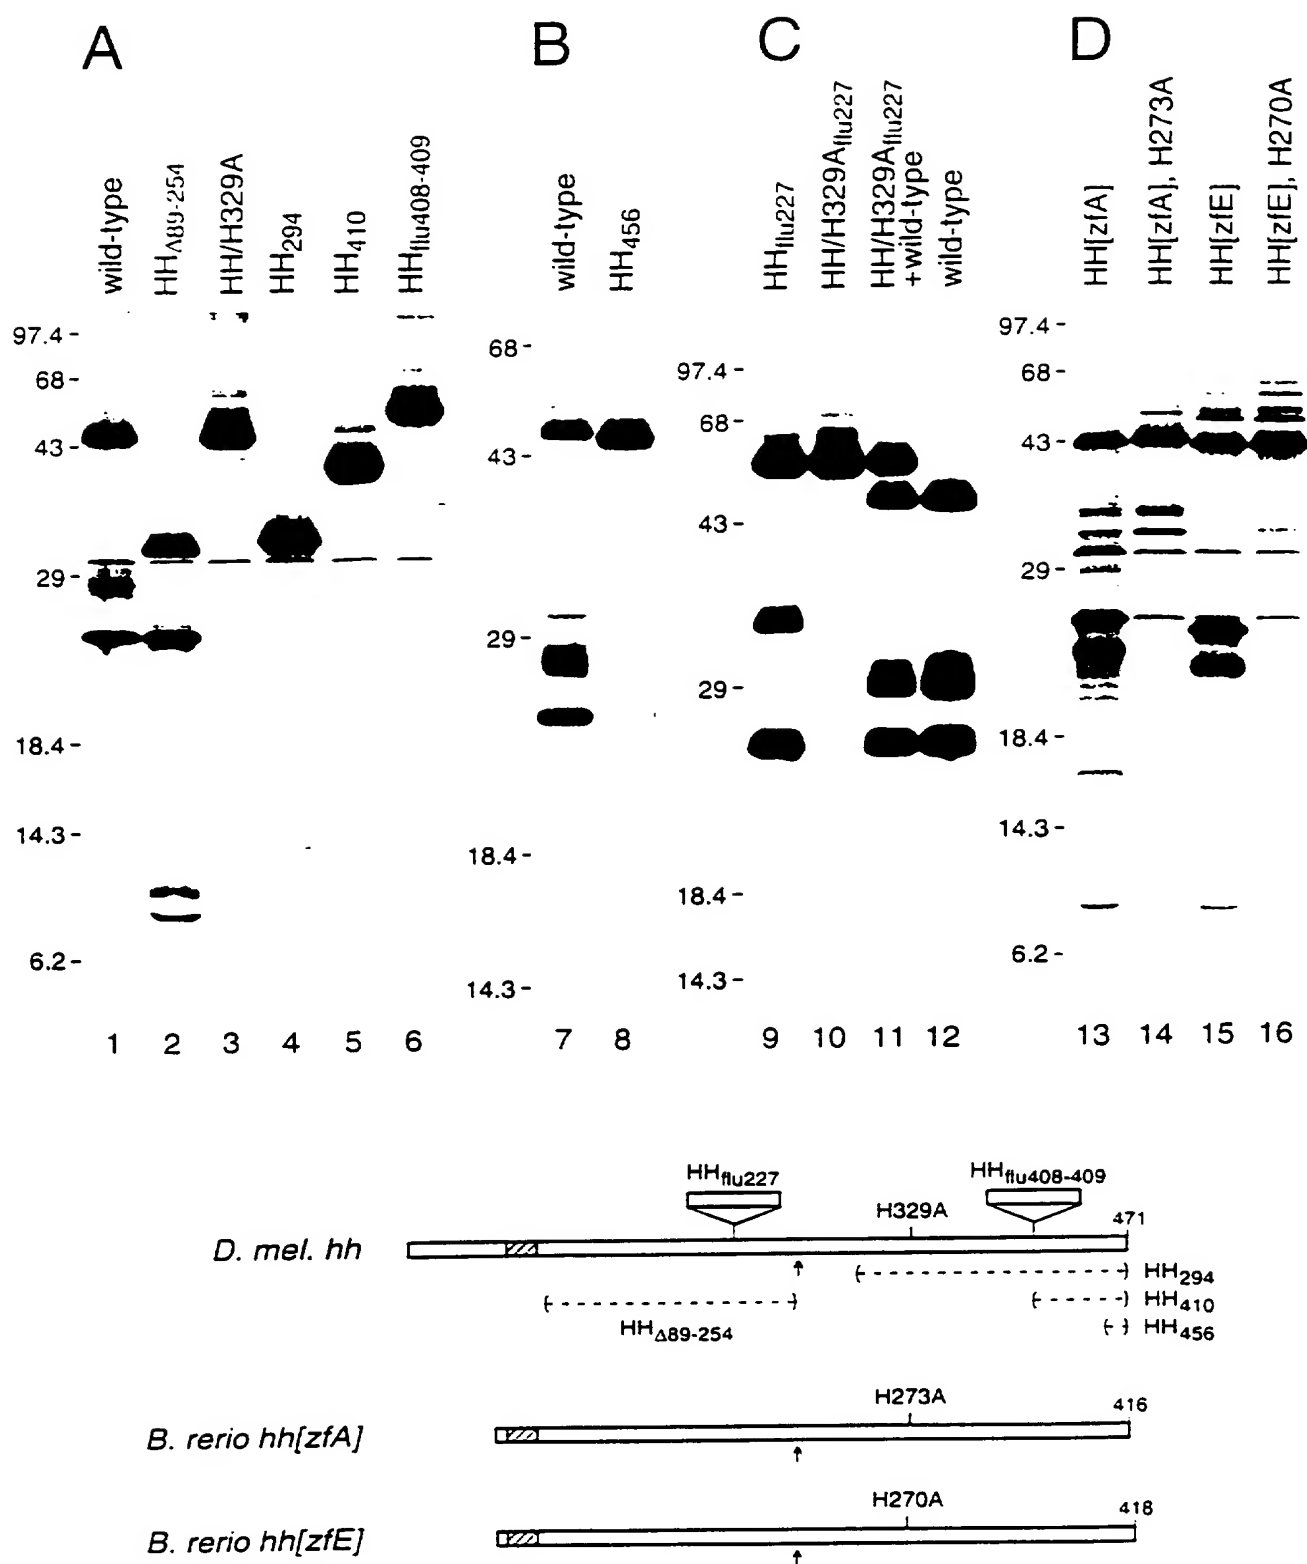 A
B
C
D
wild-type
HHΔ89-254
HH/H329A
HH294
HH410
HHflu408-409
wild-type
HH456
HHflu227
HH/H329Aflu227
HH/H329Aflu227
+wild-type
wild-type
HH[zfA]
HH[zfA], H273A
HH[zfE]
HH[zfE], H270A
97.4 -
68 -
43 -
29 -
18.4 -
14.3 -
6.2 -
68 -
43 -
29 -
18.4 -
14.3 -
97.4 -
68 -
43 -
29 -
18.4 -
14.3 -
97.4 -
68 -
43 -
29 -
18.4 -
14.3 -
6.2 -
1 2 3 4 5 6
7 8
9 10 11 12
13 14 15 16
HHflu227
HHflu408-409
H329A
471
D. mel. hh
HH294
HH410
HHΔ89-254
HH456
H273A
416
B. rerio hh[zfA]
H270A
418
B. rerio hh[zfE]